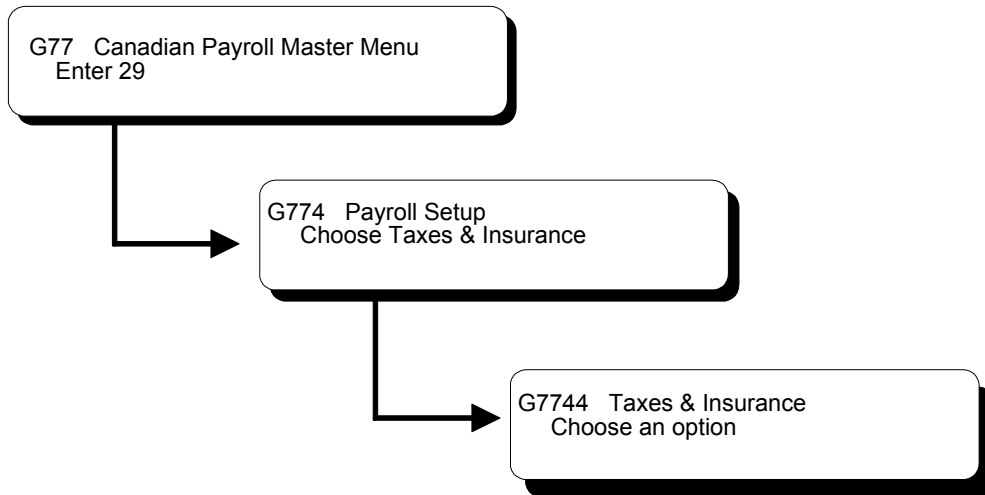 G77 Canadian Payroll Master Menu
Enter 29
G774 Payroll Setup
Choose Taxes & Insurance
G7744 Taxes & Insurance
Choose an option